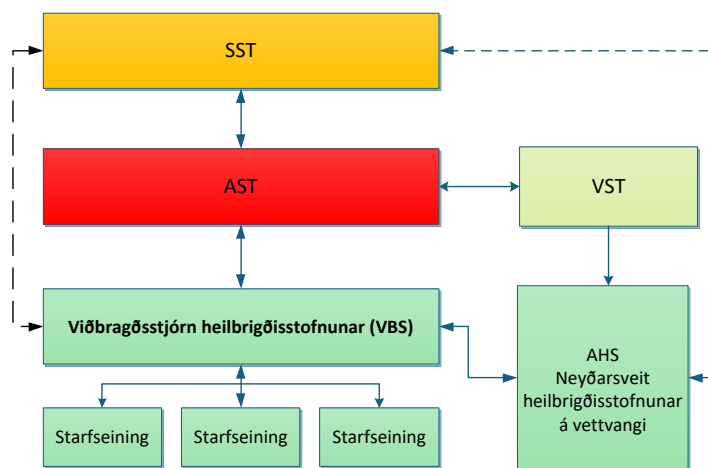 SST
AST
VST
Viðbragðsstjórn heilbrigðisstofnunar (VBS)
AHS
Neyðarsveit
heilbrigðisstofnunar
á vettvangi
Starfseining
Starfseining
Starfseining